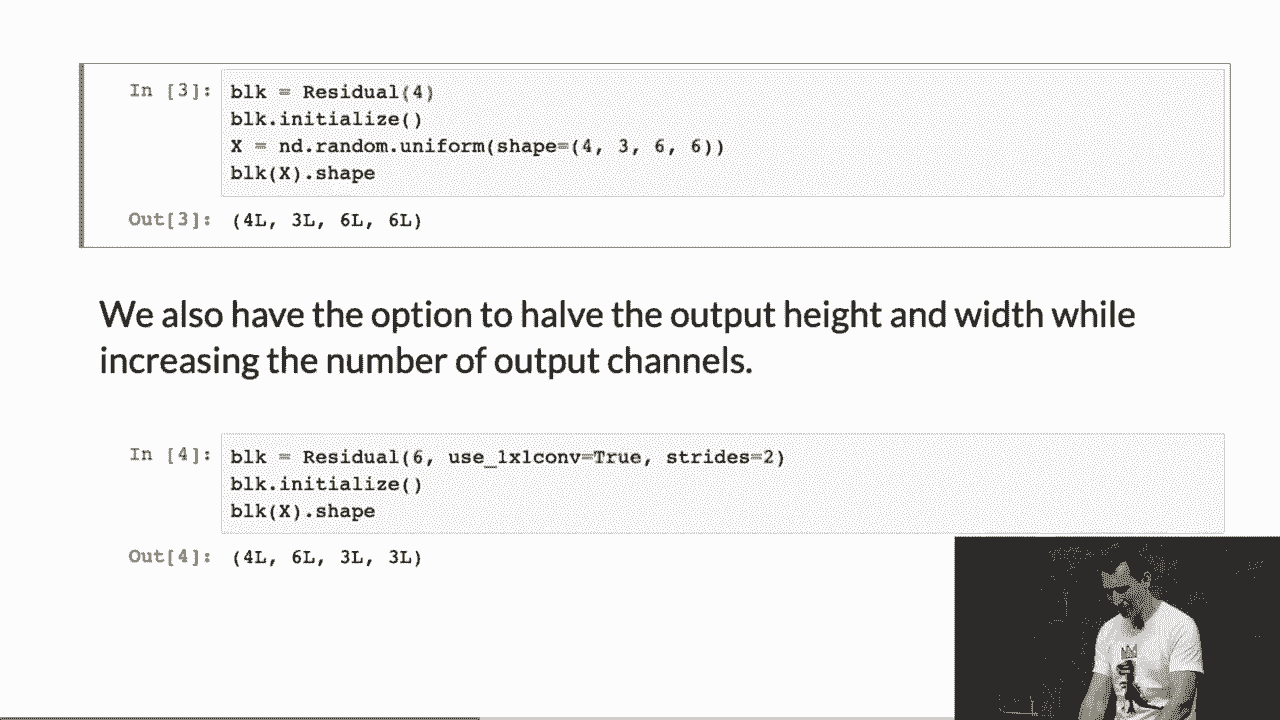 In [3]: blk = Residual(4)
blk.initialize()
X = nd.random.uniform(shape=(4, 3, 6, 6))
blk(X).shape
Out[3]: (4L, 3L, 6L, 6L)
We also have the option to halve the output height and width while
increasing the number of output channels.
In [4]: blk = Residual(6, use_1x1conv=True, strides=2)
blk.initialize()
blk(X).shape
Out[4]: (4L, 6L, 3L, 3L)